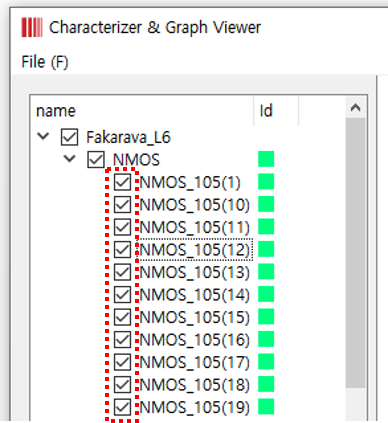 Characterizer & Graph Viewer
File (F)
name Id
Fakarava_L6
NMOS
NMOS_105(1)
NMOS_105(10)
NMOS_105(11)
NMOS_105(12)
NMOS_105(13)
NMOS_105(14)
NMOS_105(15)
NMOS_105(16)
NMOS_105(17)
NMOS_105(18)
NMOS_105(19)